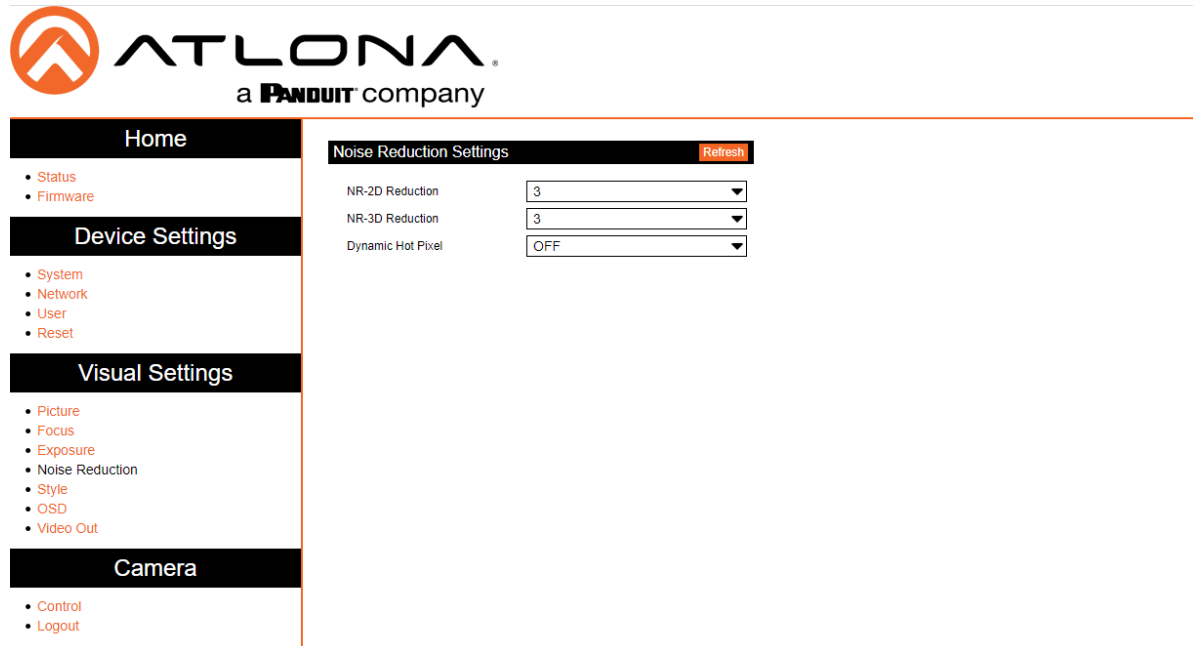 ATLONA®
a PANDUIT™ company
Home
• Status
• Firmware
Device Settings
• System
• Network
• User
• Reset
Visual Settings
• Picture
• Focus
• Exposure
• Noise Reduction
• Style
• OSD
• Video Out
Camera
• Control
• Logout
Noise Reduction Settings Refresh
NR-2D Reduction 3
NR-3D Reduction 3
Dynamic Hot Pixel OFF